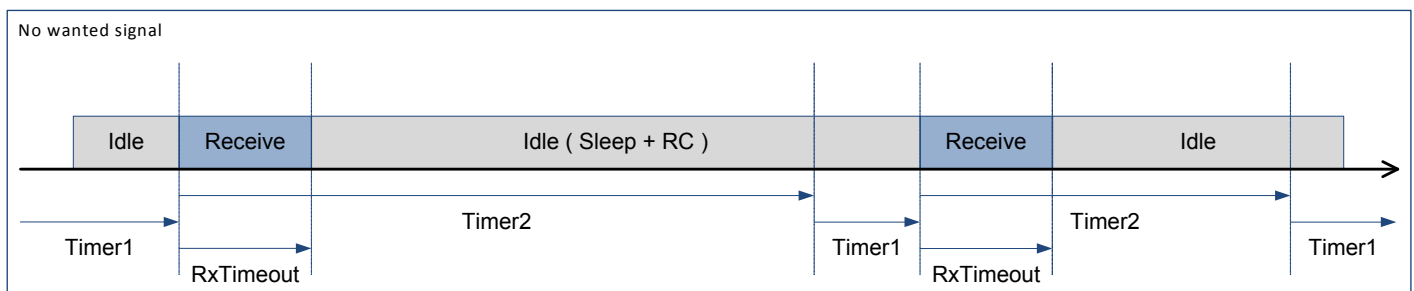 No wanted signal
Idle Receive Idle ( Sleep + RC ) Receive Idle
Timer2 Timer2
Timer1 Timer1 Timer1
RxTimeout RxTimeout